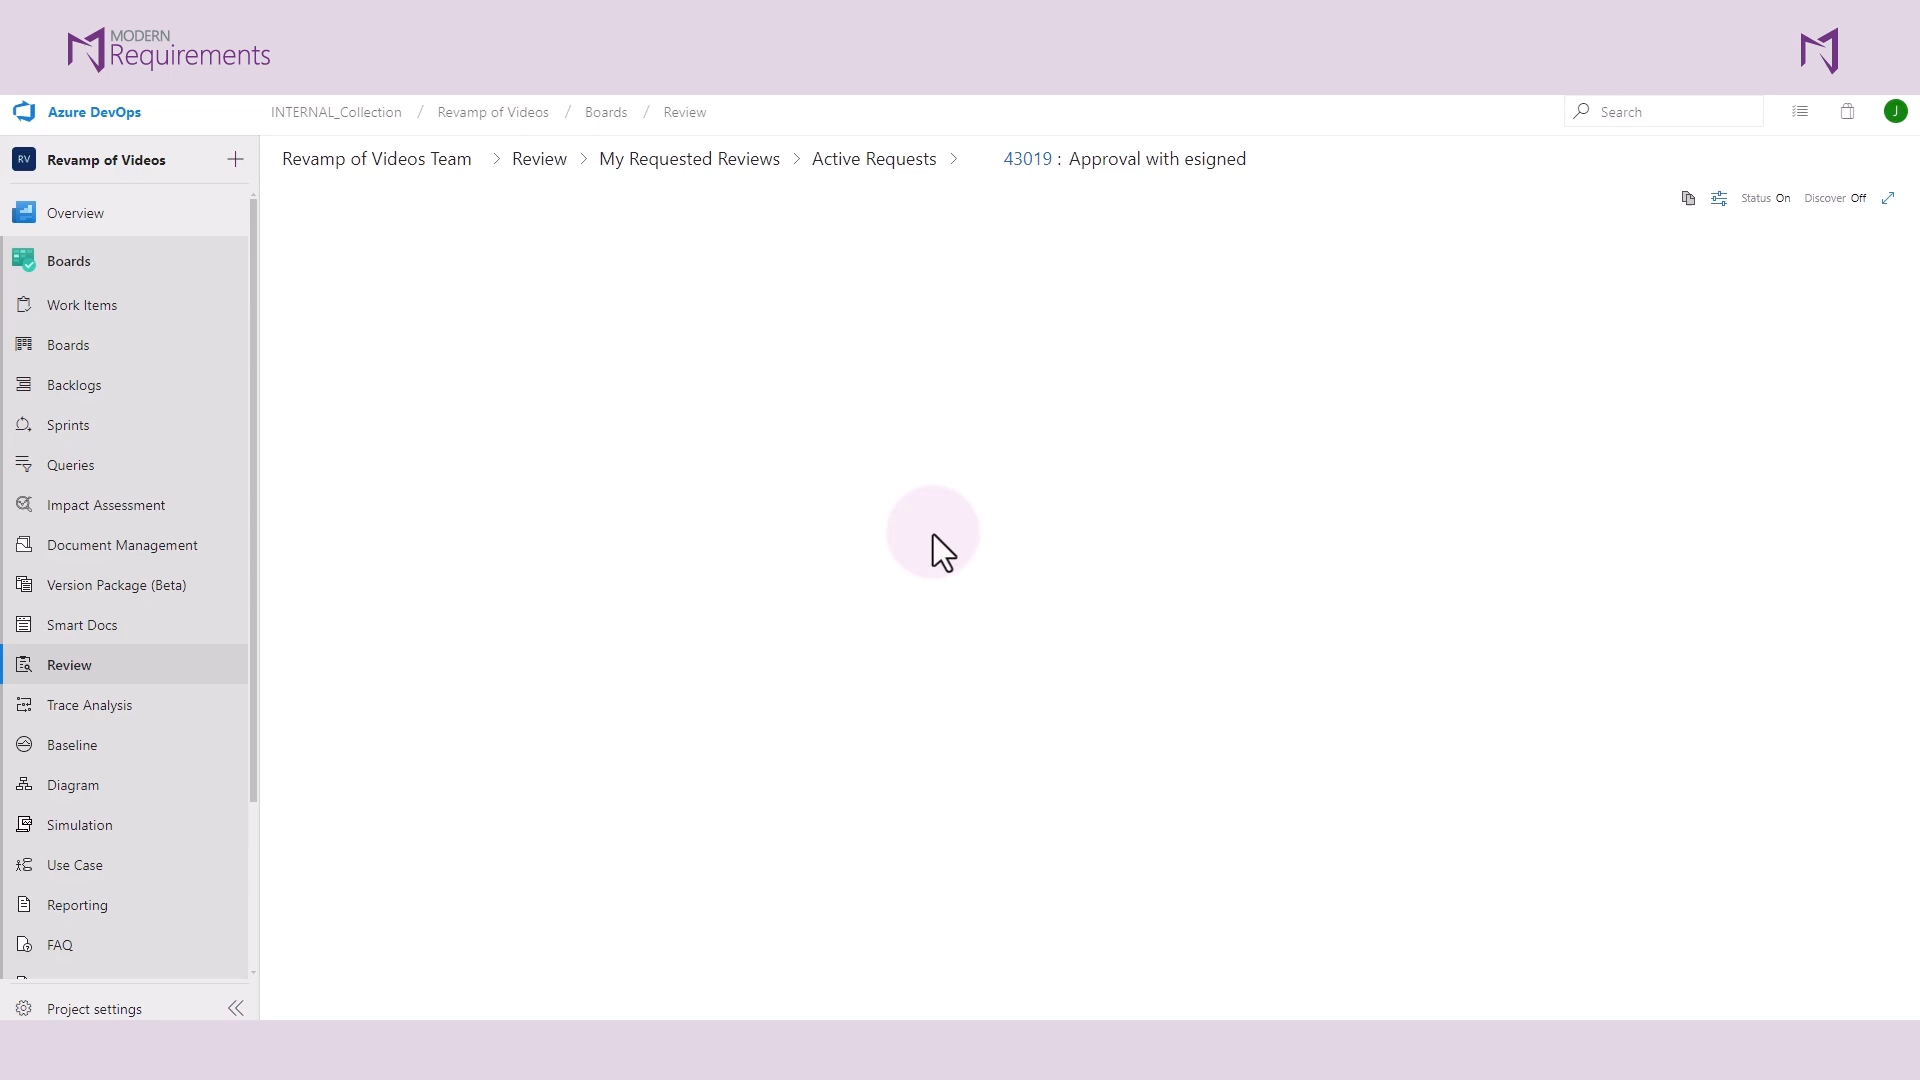 MODERN
Requirements
Azure DevOps
INTERNAL_Collection / Revamp of Videos / Boards / Review
Search
J
RV Revamp of Videos
Revamp of Videos Team > Review > My Requested Reviews > Active Requests > 43019 : Approval with esigned
Status On Discover Off
Overview
Boards
Work Items
Boards
Backlogs
Sprints
Queries
Impact Assessment
Document Management
Version Package (Beta)
Smart Docs
Review
Trace Analysis
Baseline
Diagram
Simulation
Use Case
Reporting
FAQ
Project settings